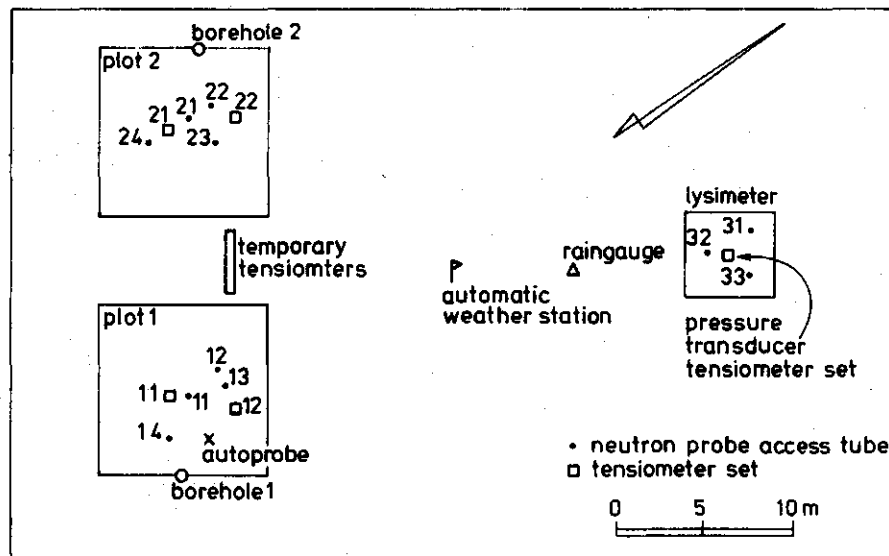 borehole 2
plot 2
22
21
22
21
24
23
lysimeter
31
32
33
temporary
tensiomters
raingauge
automatic
weather station
pressure
transducer
tensiometer set
plot 1
12
13
11
11
12
14
autoprobe
borehole 1
neutron probe access tube
tensiometer set
0 5 10 m